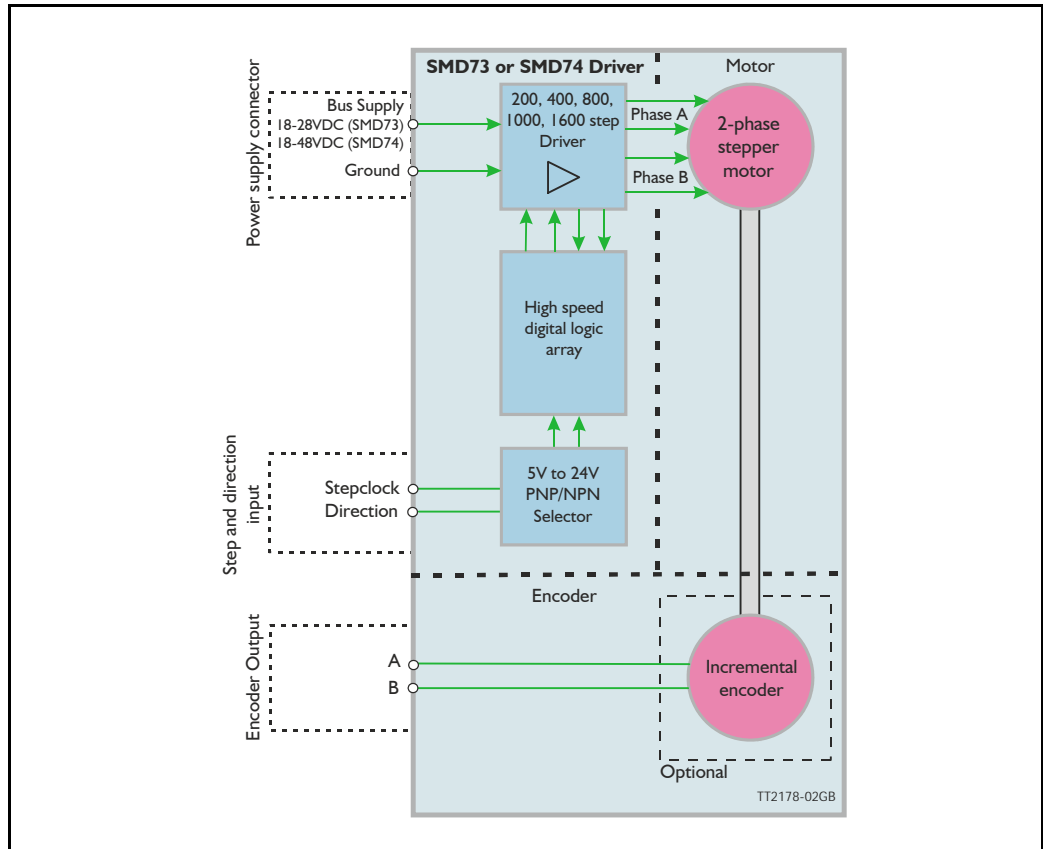 SMD73 or SMD74 Driver
Motor
Power supply connector
Bus Supply
18-28VDC (SMD73)
18-48VDC (SMD74)
Ground
200, 400, 800,
1000, 1600 step
Driver
Phase A
Phase B
2-phase
stepper
motor
High speed
digital logic
array
Step and direction
input
Stepclock
Direction
5V to 24V
PNP/NPN
Selector
Encoder
Encoder Output
A
B
Incremental
encoder
Optional
TT2178-02GB